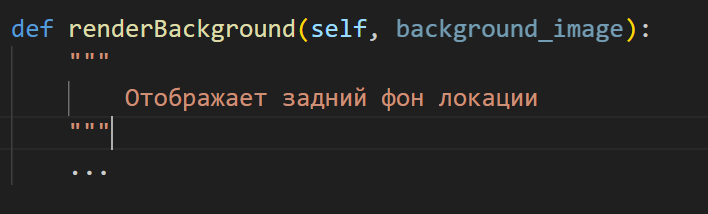 def renderBackground(self, background_image):
"""
Отображает задний фон локации
"""
...